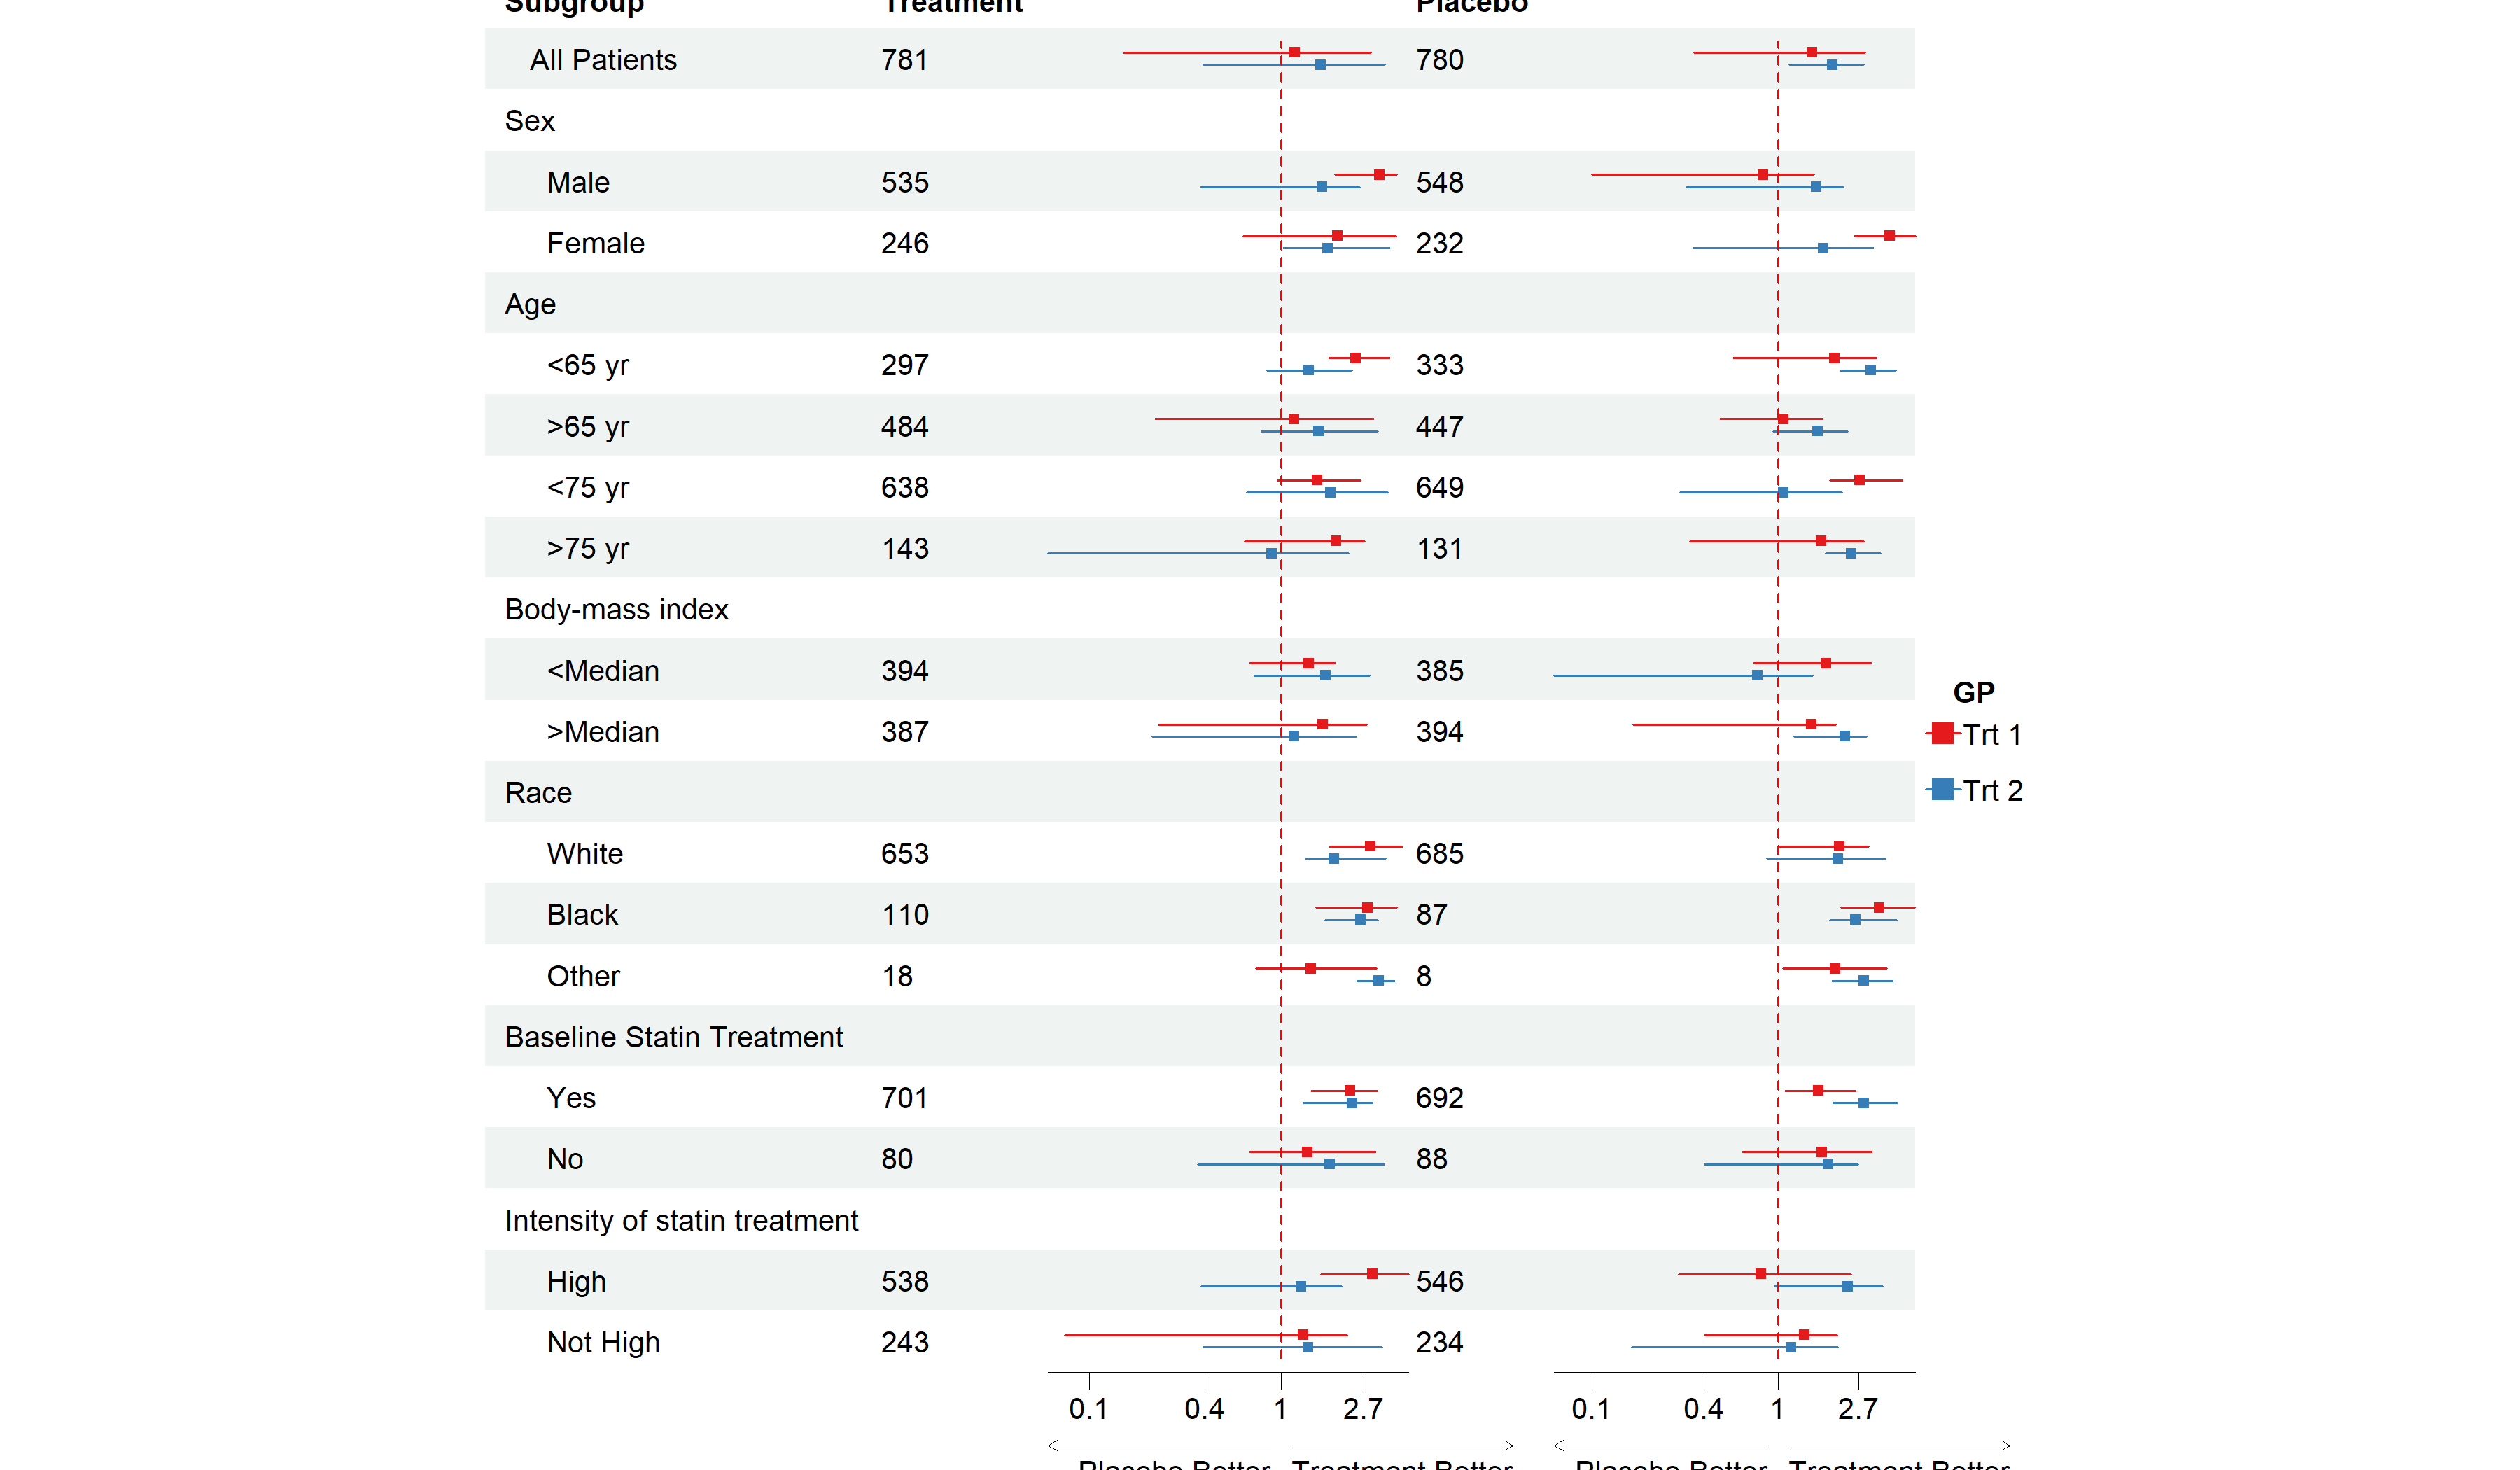 Subgroup Treatment Placebo
All Patients 781 780
Sex
Male 535 548
Female 246 232
Age
<65 yr 297 333
>65 yr 484 447
<75 yr 638 649
>75 yr 143 131
Body-mass index
<Median 394 385
GP
>Median 387 394
Trt 1
Race
Trt 2
White 653 685
Black 110 87
Other 18 8
Baseline Statin Treatment
Yes 701 692
No 80 88
Intensity of statin treatment
High 538 546
Not High 243 234
0.1 0.4 1 2.7 0.1 0.4 1 2.7
Placebo Better Treatment Better Placebo Better Treatment Better